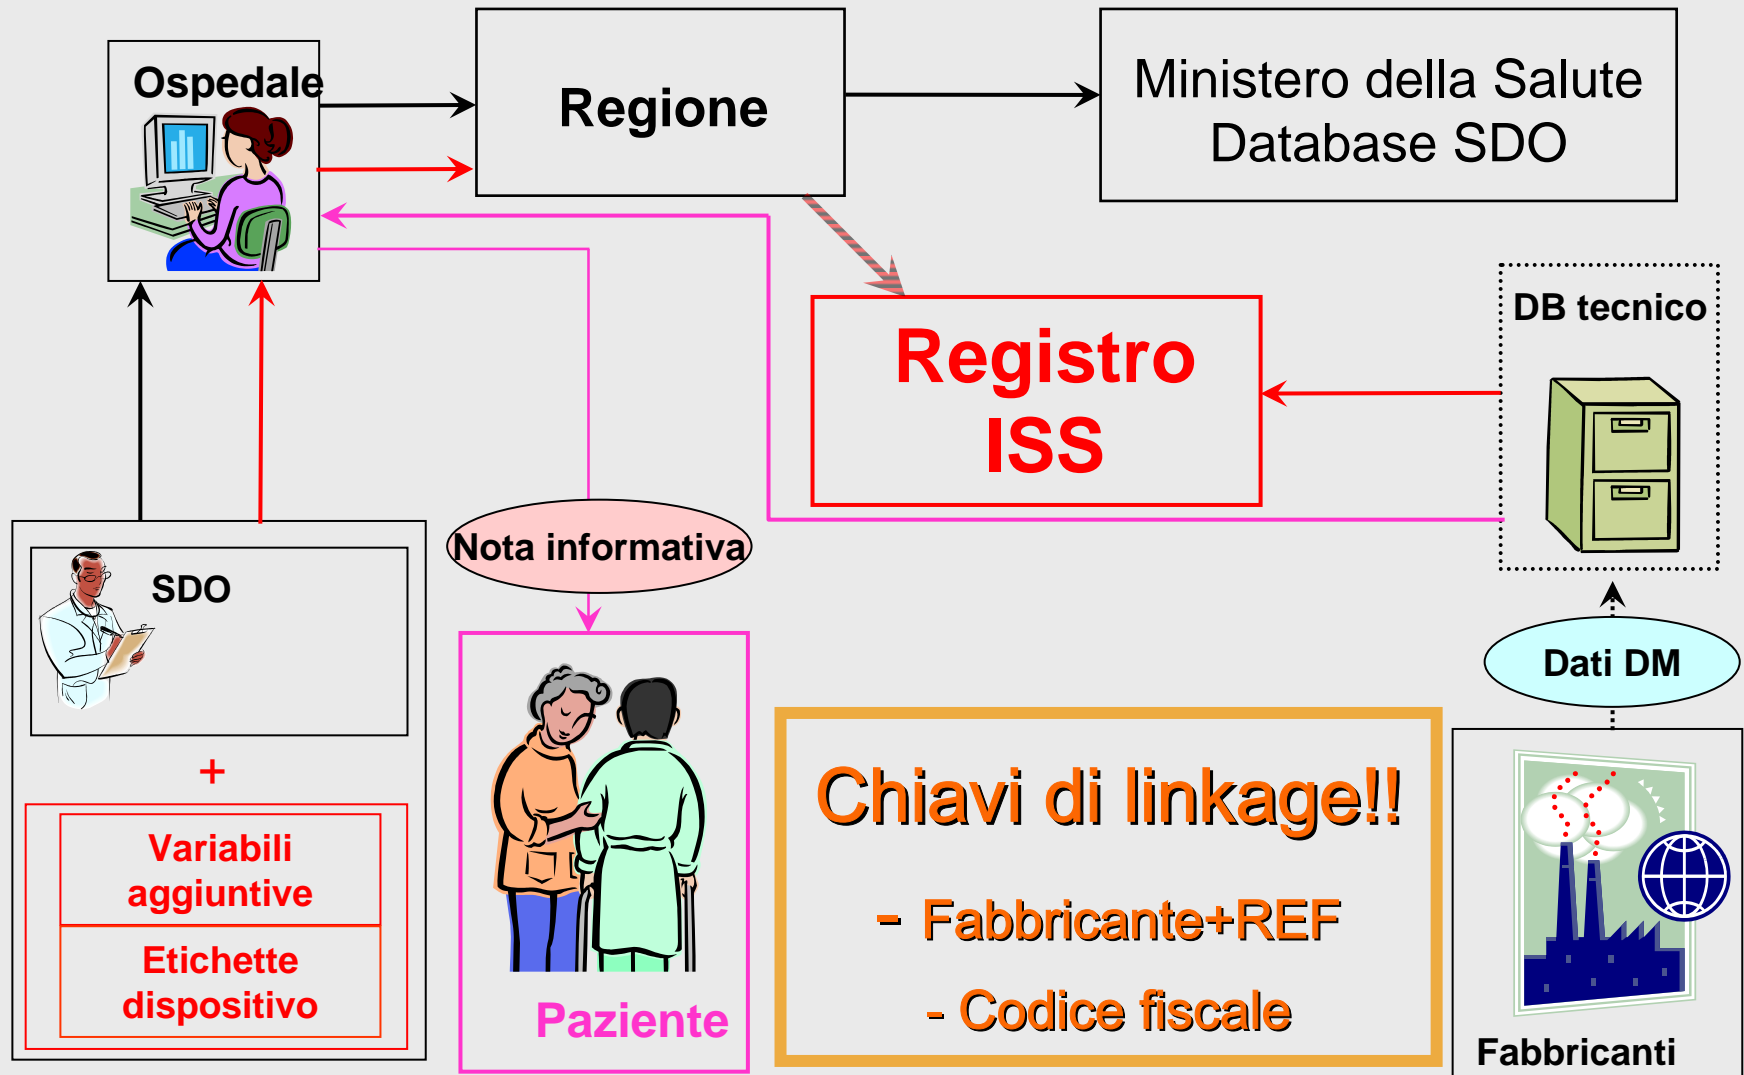 Ospedale
Regione
Ministero della Salute
Database SDO
Registro
ISS
DB tecnico
Nota informativa
SDO
Dati DM
+
Variabili
aggiuntive
Etichette
dispositivo
Paziente
Chiavi di linkage!!
- Fabbricante+REF
- Codice fiscale
Fabbricanti